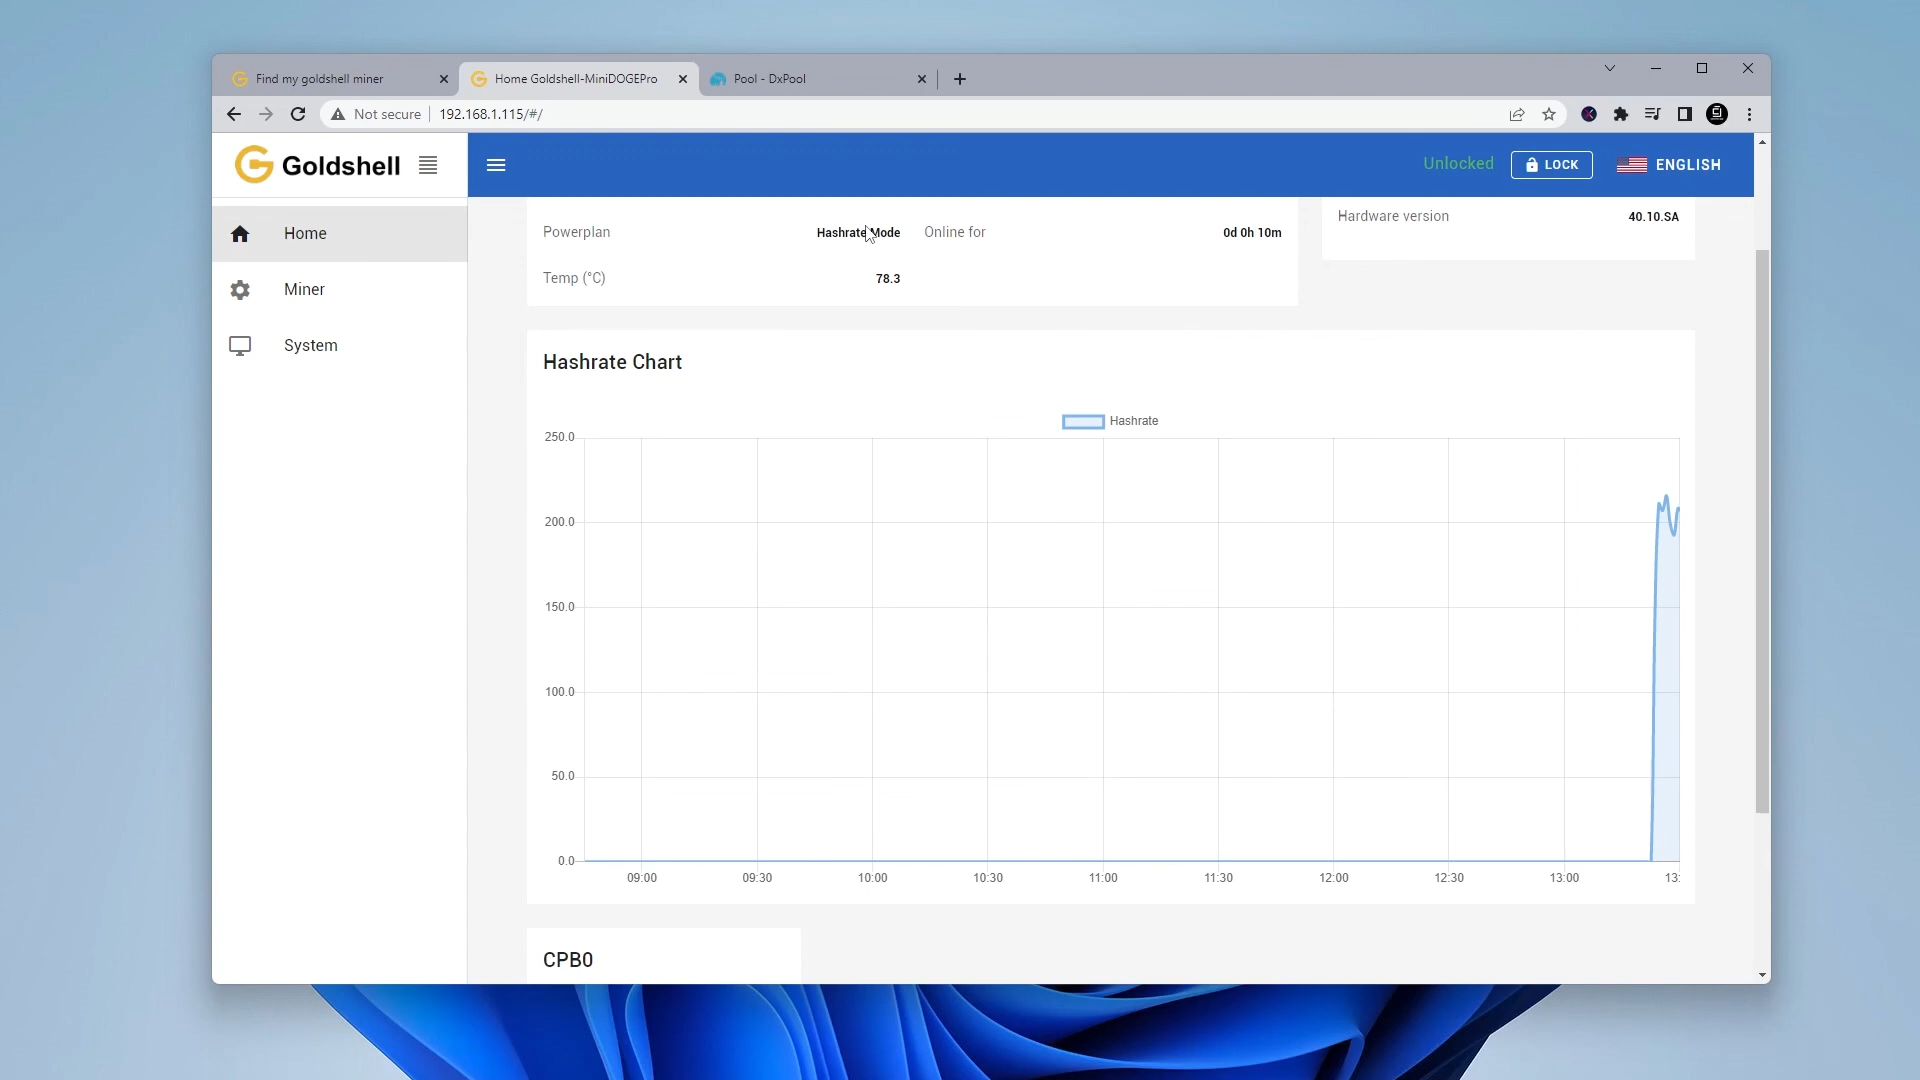 Find my goldshell miner
Home Goldshell-MiniDOGEPro
Pool - DxPool
Not secure
192.168.1.115/#/
Goldshell
Unlocked
LOCK
ENGLISH
Home
Miner
System
Powerplan
Hashrate Mode
Online for
0d 0h 10m
Hardware version
40.10.SA
Temp (°C)
78.3
Hashrate Chart
Hashrate
250.0
200.0
150.0
100.0
50.0
0.0
09:00 09:30 10:00 10:30 11:00 11:30 12:00 12:30 13:00 13:
CPB0